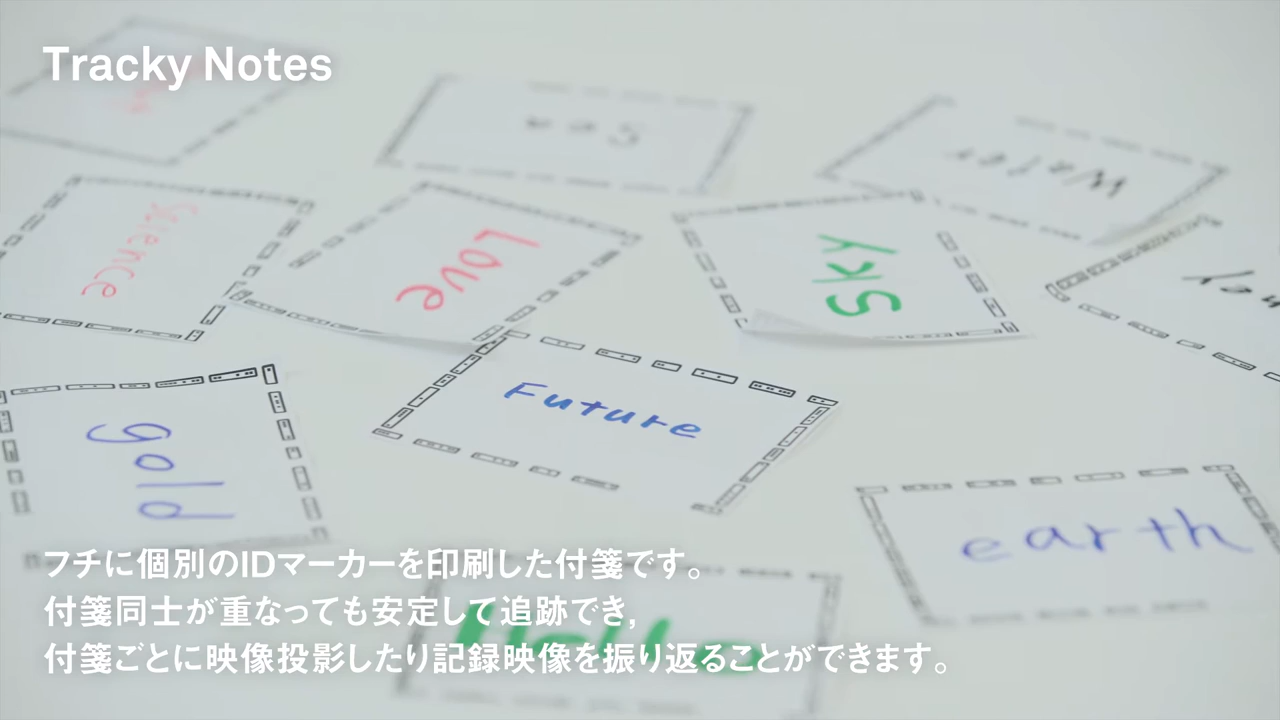 Tracky Notes
Sea
Water
Science
Love
Sky
Future
gold
earth
Hello
フチに個別のIDマーカーを印刷した付箋です。
付箋同士が重なっても安定して追跡でき，
付箋ごとに映像投影したり記録映像を振り返ることができます。